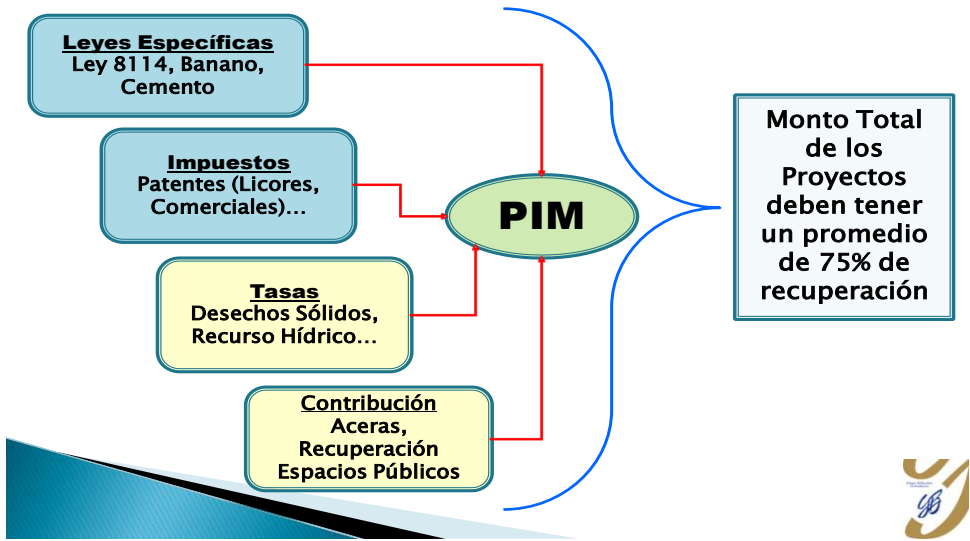 Leyes Específicas
Ley 8114, Banano,
Cemento
Impuestos
Patentes (Licores,
Comerciales)...
Tasas
Desechos Sólidos,
Recurso Hídrico...
Contribución
Aceras,
Recuperación
Espacios Públicos
PIM
Monto Total
de los
Proyectos
deben tener
un promedio
de 75% de
recuperación